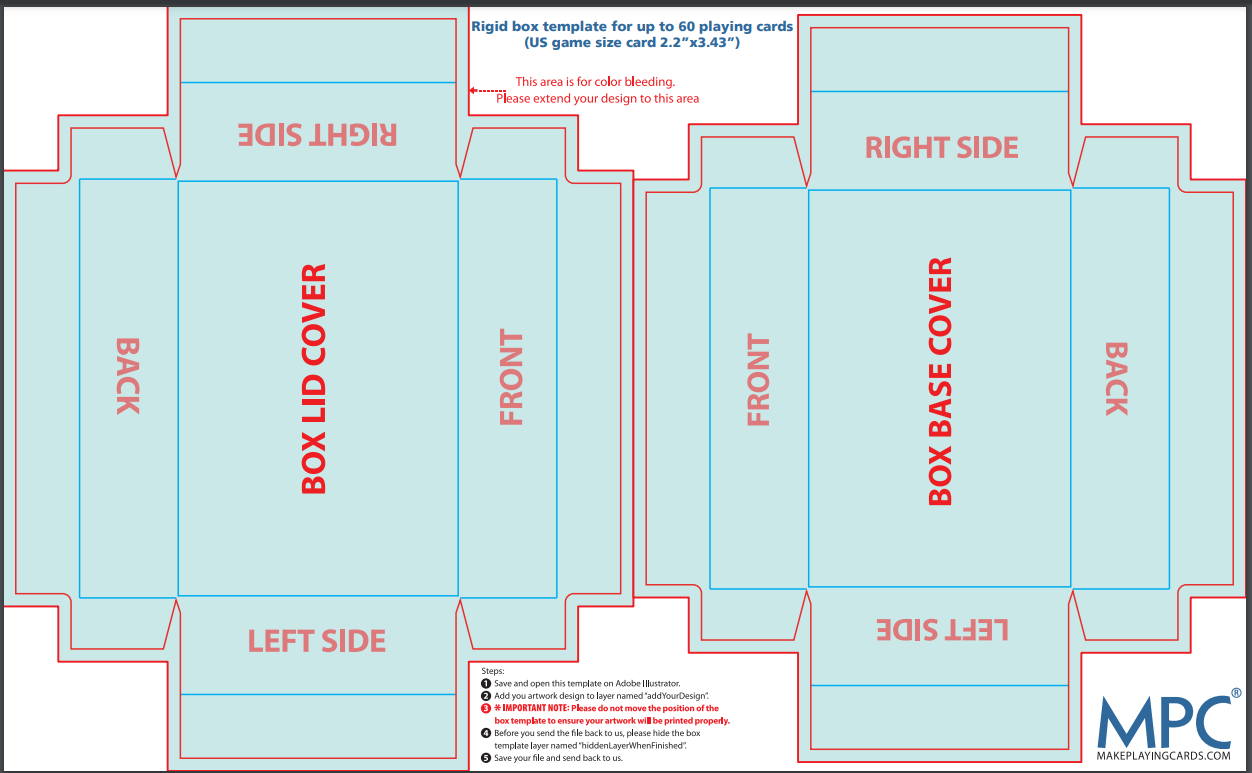 Rigid box template for up to 60 playing cards
(US game size card 2.2”x3.43”)
This area is for color bleeding.
Please extend your design to this area
RIGHT SIDE
BACK
BOX LID COVER
FRONT
LEFT SIDE
RIGHT SIDE
FRONT
BOX BASE COVER
BACK
LEFT SIDE
Steps:
1 Save and open this template on Adobe Illustrator.
2 Add you artwork design to layer named “addYourDesign”.
3 * IMPORTANT NOTE: Please do not move the position of the
box template to ensure your artwork will be printed properly.
4 Before you send the file back to us, please hide the box
template layer named “hiddenLayerWhenFinished”.
5 Save your file and send back to us.
MPC®
MAKEPLAYINGCARDS.COM